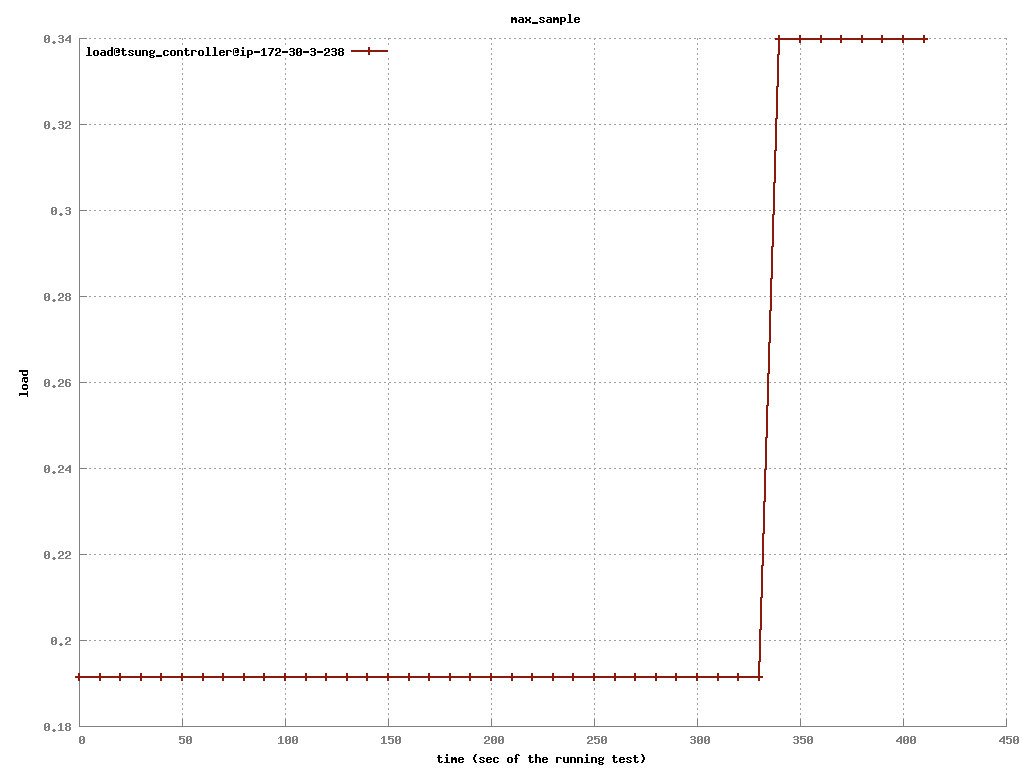 max_sample
load@tsung_controller@ip-172-30-3-238
0.34
0.32
0.3
0.28
0.26
0.24
0.22
0.2
0.18
load
0 50 100 150 200 250 300 350 400 450
time (sec of the running test)